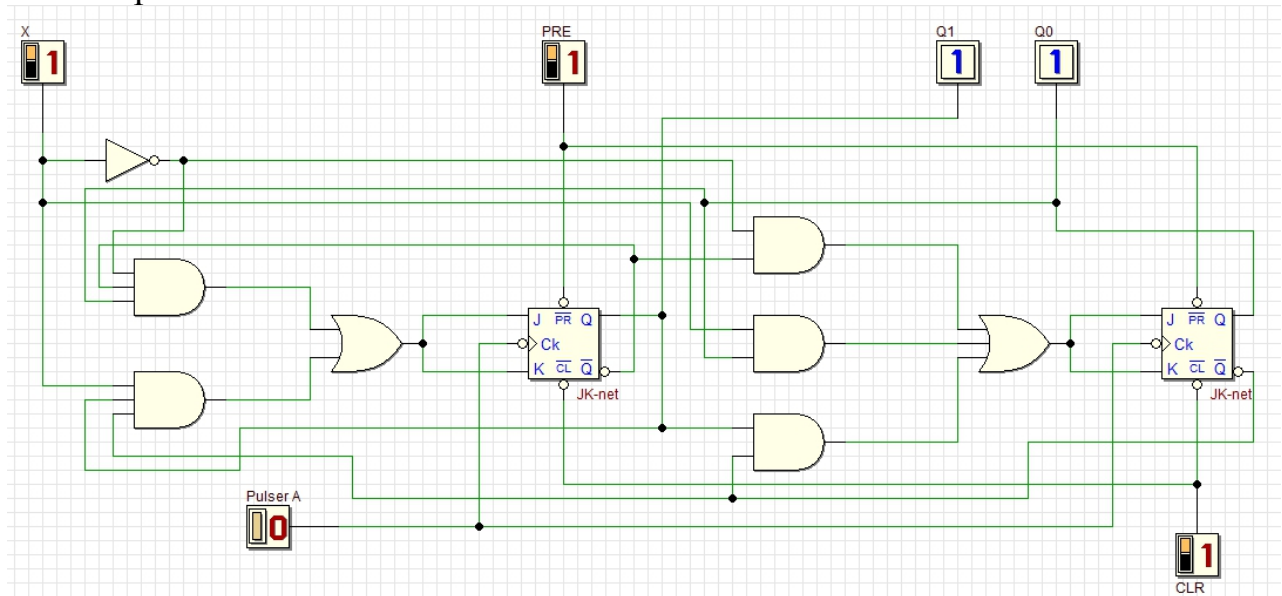 X
1
PRE
1
Q1
1
Q0
1
J PR Q
Ck
K CL Q
JK-net
J PR Q
Ck
K CL Q
JK-net
Pulser A
0
1
CLR